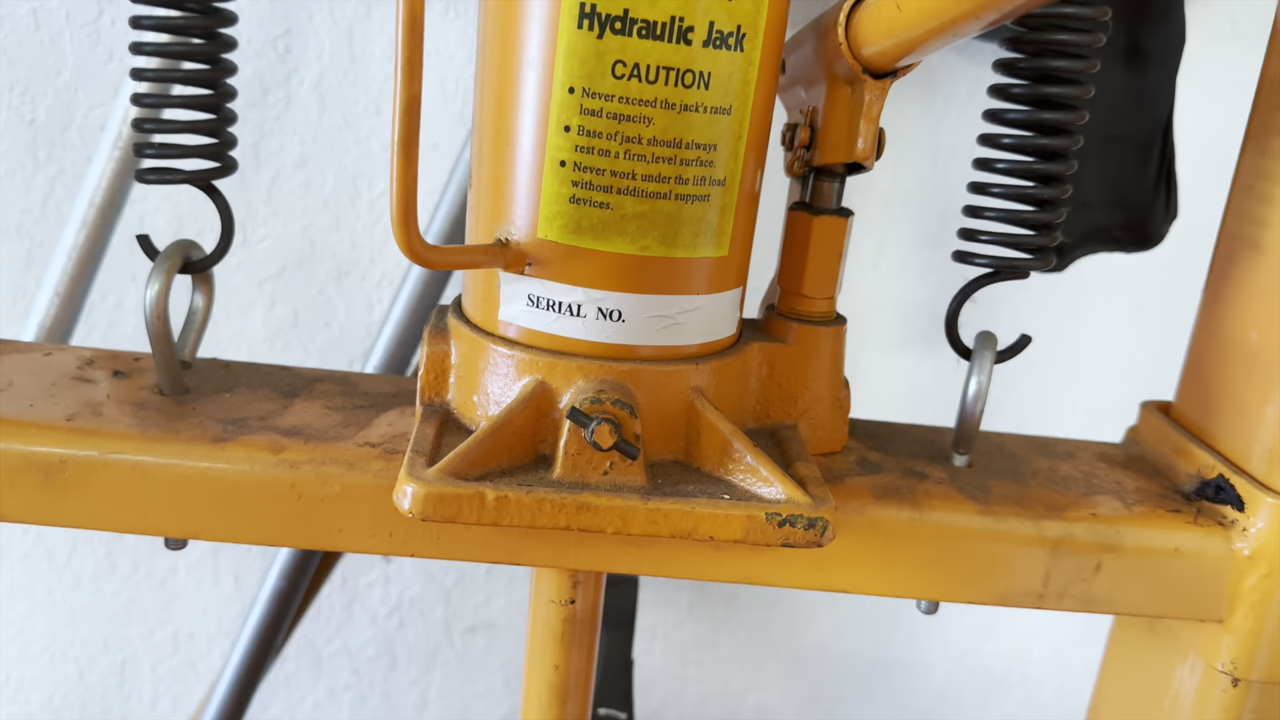 Hydraulic Jack
CAUTION
• Never exceed the jack's rated
load capacity.
• Base of jack should always
rest on a firm,level surface.
• Never work under the lift load
without additional support
devices.
SERIAL NO.